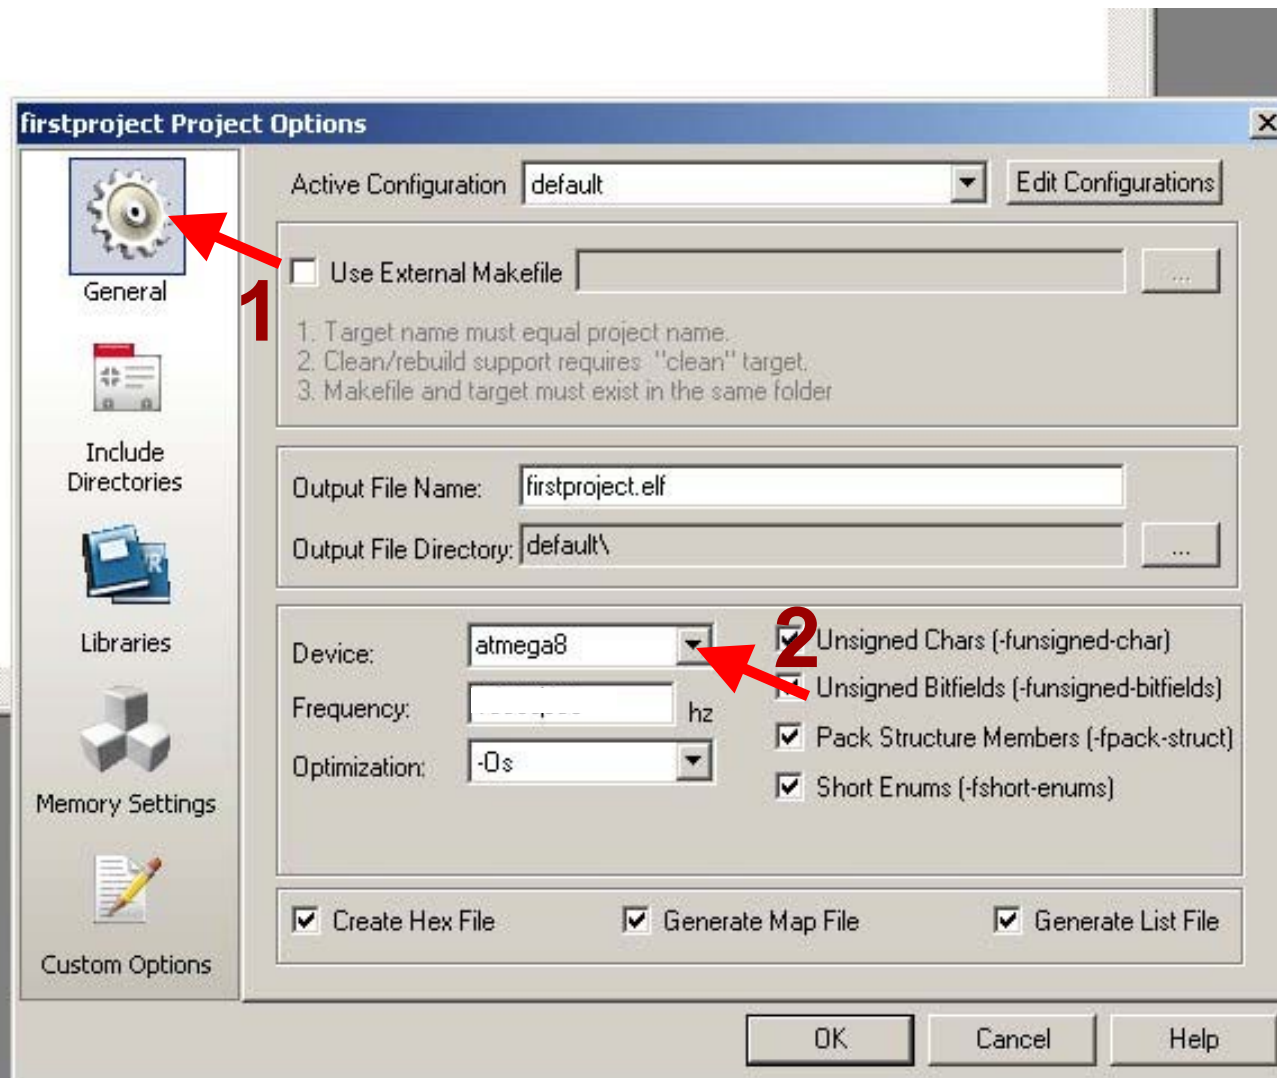 firstproject Project Options
General
Include
Directories
Libraries
Memory Settings
Custom Options
Active Configuration default Edit Configurations
1
Use External Makefile ...
1. Target name must equal project name.
2. Clean/rebuild support requires "clean" target.
3. Makefile and target must exist in the same folder
Output File Name: firstproject.elf
Output File Directory: default\ ...
Device: atmega8
Frequency: hz
Optimization: -Os
2
Unsigned Chars (-funsigned-char)
Unsigned Bitfields (-funsigned-bitfields)
Pack Structure Members (-fpack-struct)
Short Enums (-fshort-enums)
Create Hex File Generate Map File Generate List File
OK Cancel Help